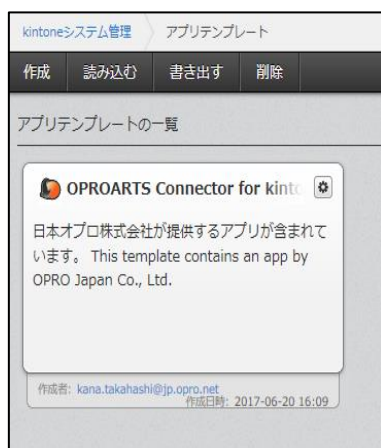 kintoneシステム管理 アプリテンプレート
作成 読み込む 書き出す 削除
アプリテンプレートの一覧
OPROARTS Connector for kinto
日本オプロ株式会社が提供するアプリが含まれて
います。 This template contains an app by
OPRO Japan Co., Ltd.
作成者: kana.takahashi@jp.opro.net
作成日時: 2017-06-20 16:09